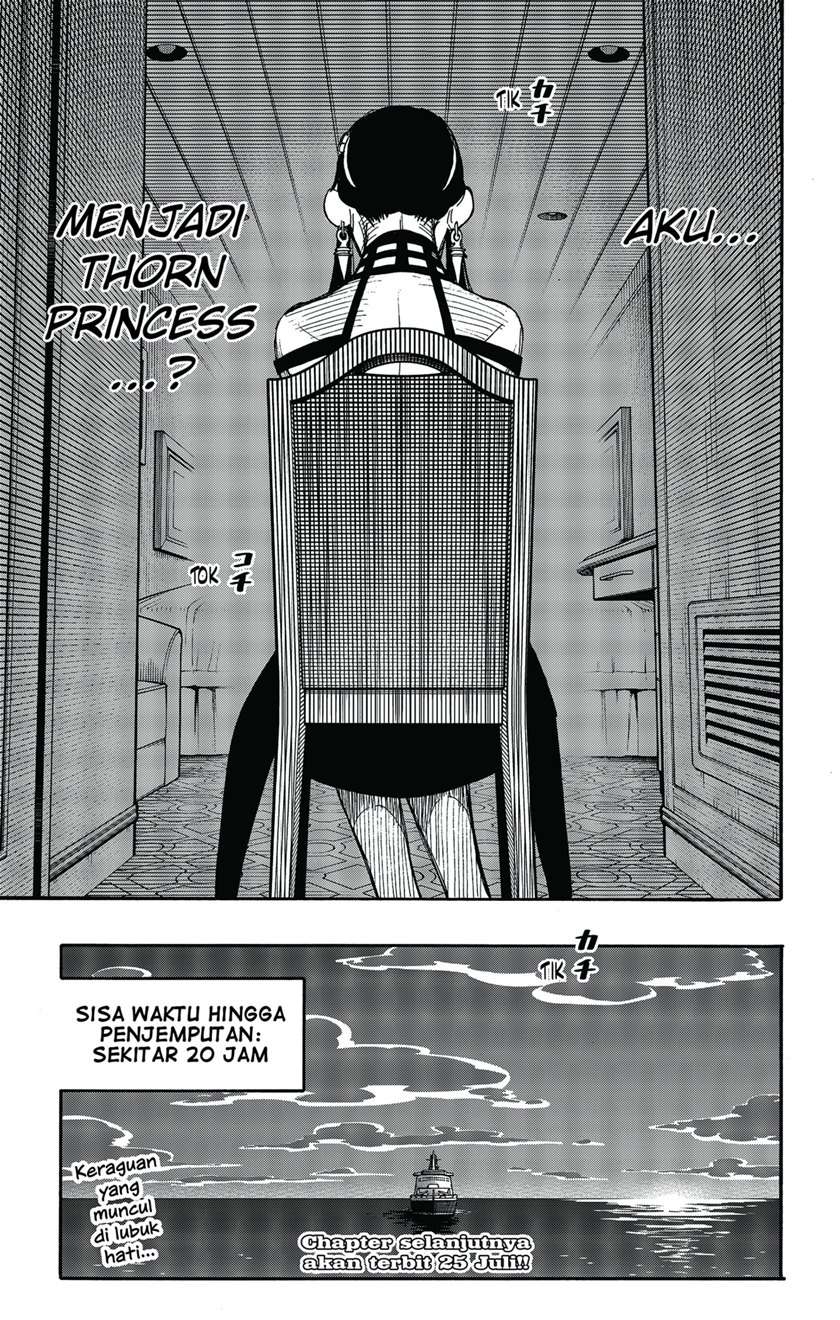 TIK
カチ
AKU...
MENJADI
THORN
PRINCESS
...?
TOK
コチ
TIK
カチ
SISA WAKTU HINGGA
PENJEMPUTAN:
SEKITAR 20 JAM
Keraguan
yang
muncul
di lubuk
hati...
Chapter selanjutnya
akan terbit 25 Juli!!